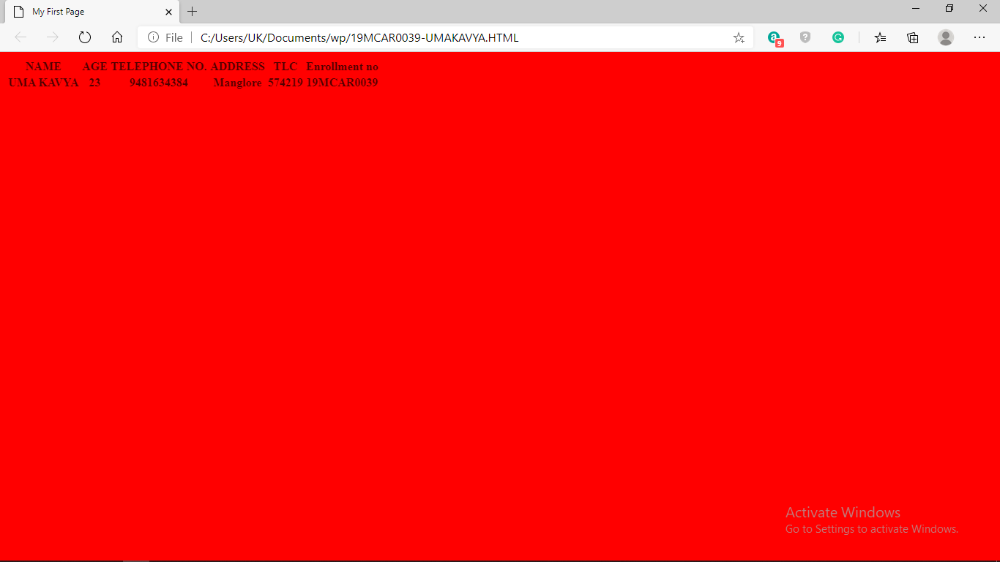 My First Page
File C:/Users/UK/Documents/wp/19MCAR0039-UMAKAVYA.HTML
a 9 ? G
NAME AGE TELEPHONE NO. ADDRESS TLC Enrollment no
UMA KAVYA 23 9481634384 Manglore 574219 19MCAR0039
Activate Windows
Go to Settings to activate Windows.